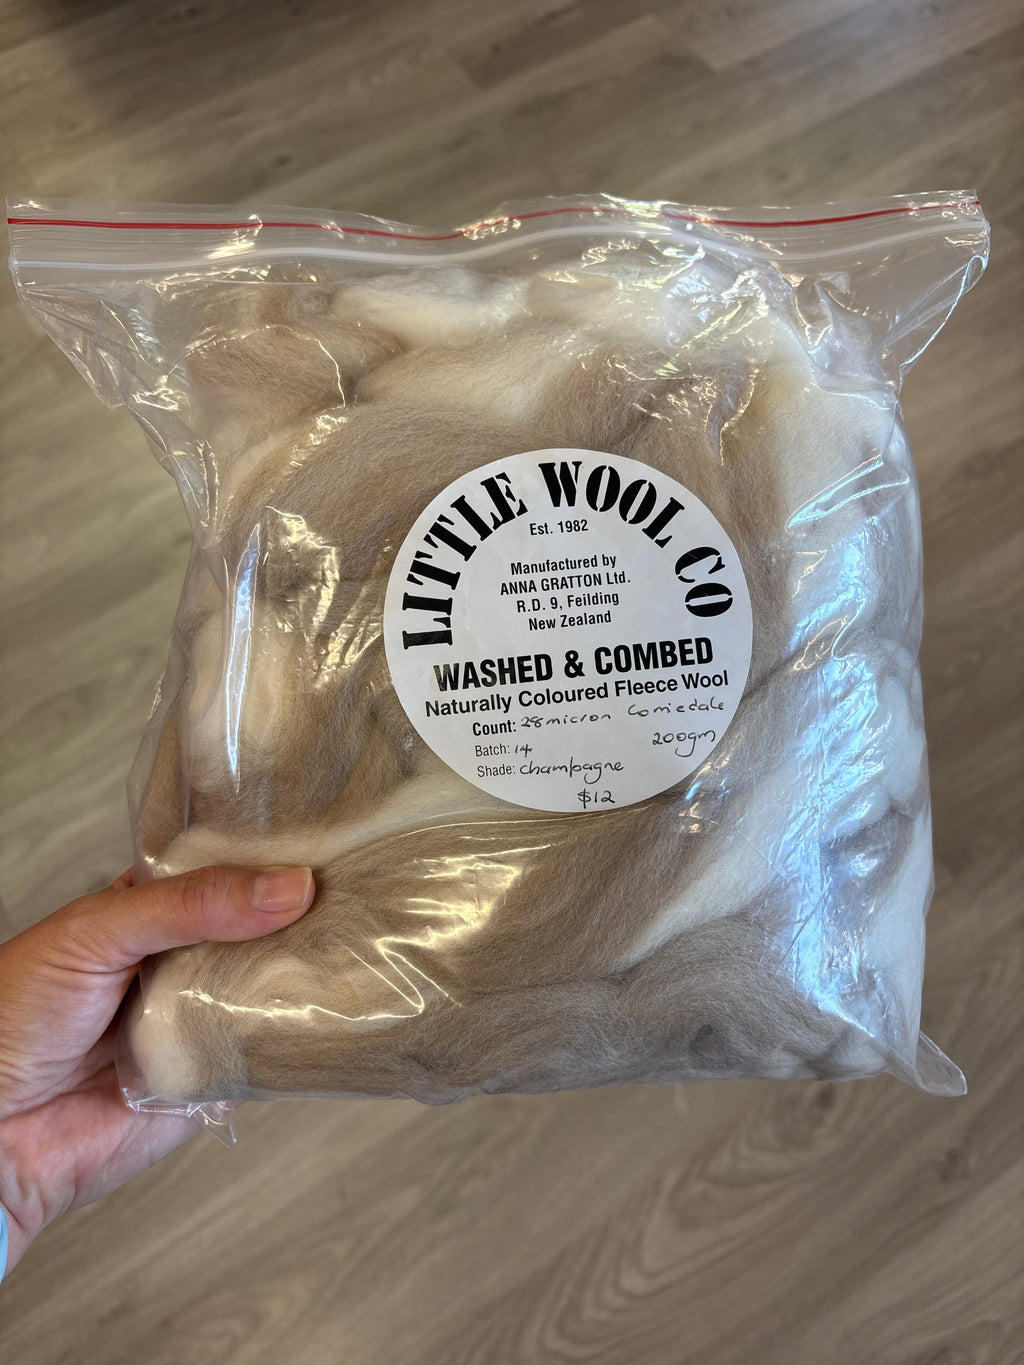 LITTLE WOOL CO
Est. 1982
Manufactured by
ANNA GRATTON Ltd.
R.D. 9, Feilding
New Zealand
WASHED & COMBED
Naturally Coloured Fleece Wool
Count: 28 micron Corriedale
Batch: 14 200gm
Shade: champagne
$12